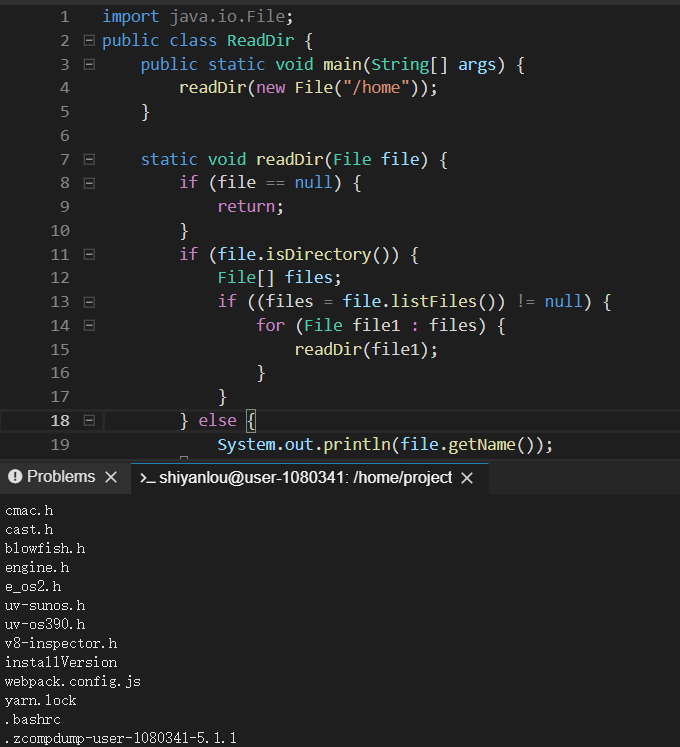 1 import java.io.File;
2 public class ReadDir {
3     public static void main(String[] args) {
4         readDir(new File("/home"));
5     }
6
7     static void readDir(File file) {
8         if (file == null) {
9             return;
10         }
11         if (file.isDirectory()) {
12             File[] files;
13             if ((files = file.listFiles()) != null) {
14                 for (File file1 : files) {
15                     readDir(file1);
16                 }
17             }
18         } else {
19             System.out.println(file.getName());
Problems shiyanlou@user-1080341: /home/project
cmac.h
cast.h
blowfish.h
engine.h
e_os2.h
uv-sunos.h
uv-os390.h
v8-inspector.h
installVersion
webpack.config.js
yarn.lock
.bashrc
.zcompdump-user-1080341-5.1.1